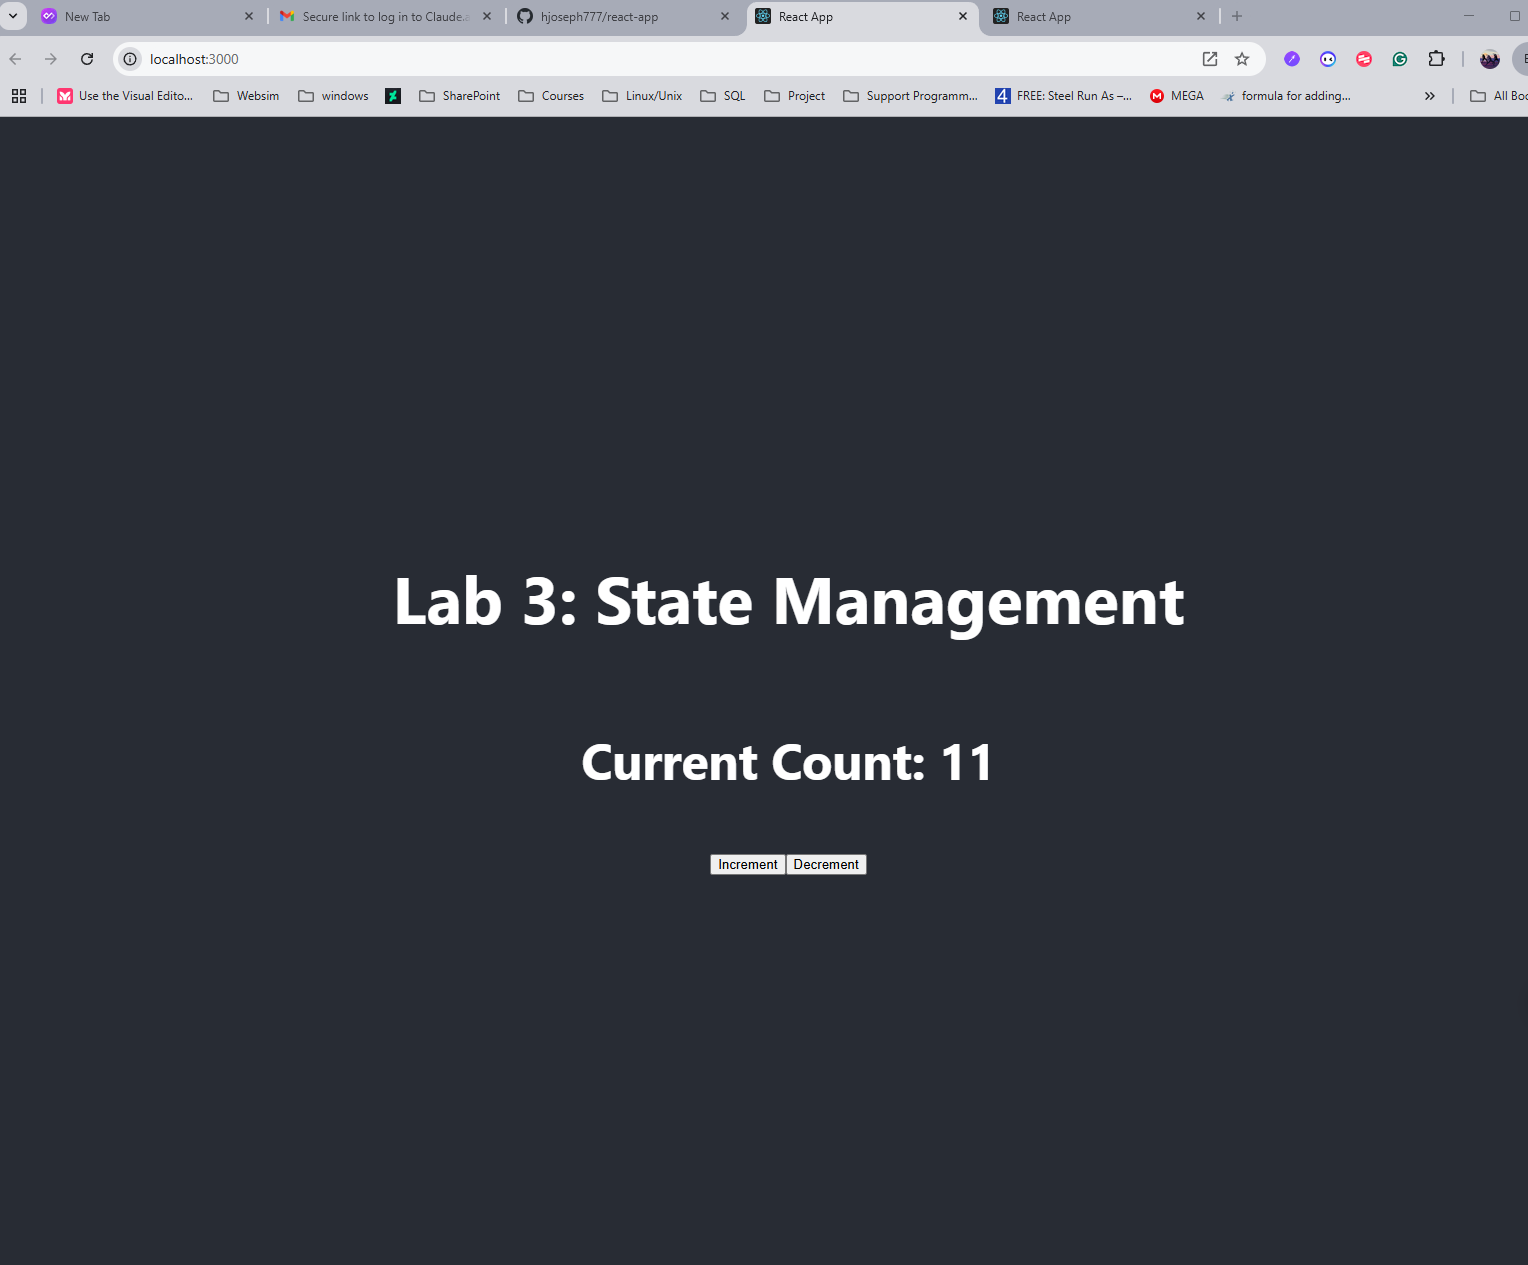 New Tab
Secure link to log in to Claude.a
hjoseph777/react-app
React App
React App
localhost:3000
Use the Visual Edito...
Websim
windows
SharePoint
Courses
Linux/Unix
SQL
Project
Support Programm...
4
FREE: Steel Run As –...
MEGA
formula for adding...
All Boo
Lab 3: State Management
Current Count: 11
Increment
Decrement